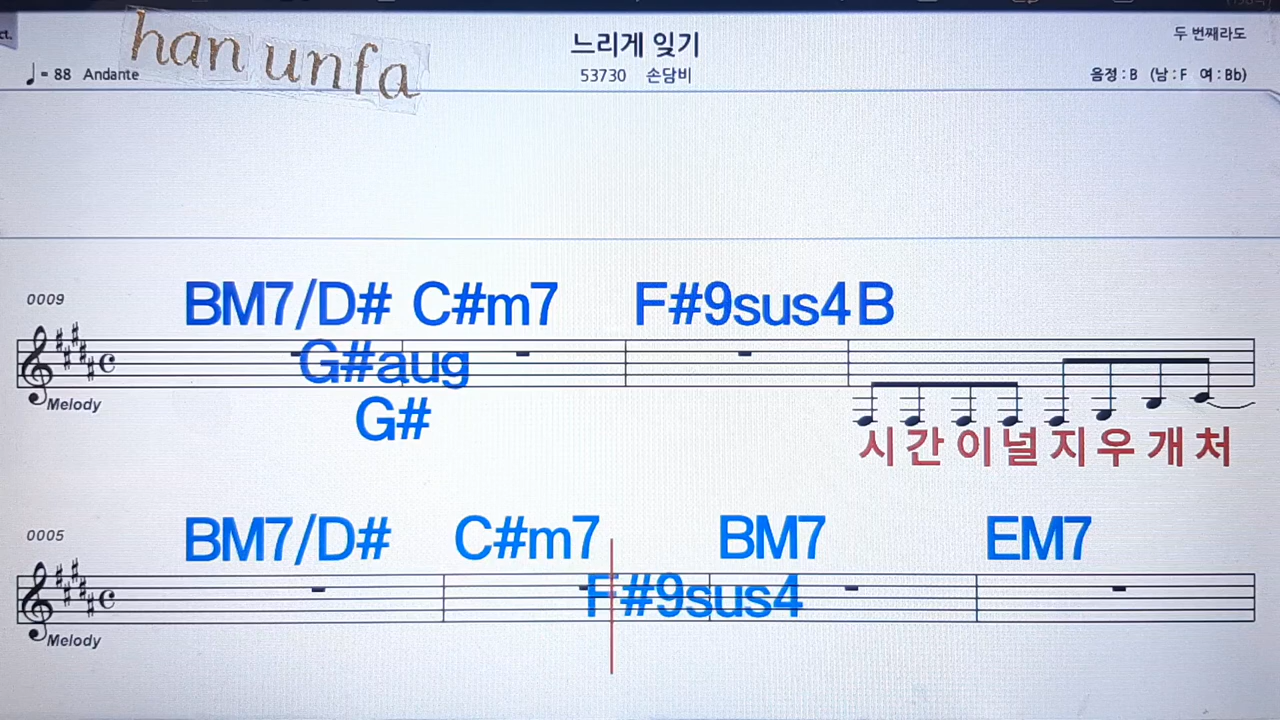 ct.
han unfa
느리게 잊기
두 번째라도
= 88 Andante
53730 손담비
음정 : B (남 : F 여 : Bb)
0009
BM7/D# C#m7 F#9sus4 B
G#aug
G#
Melody
시간이널지우개처
0005
BM7/D# C#m7 BM7 EM7
F#9sus4
Melody